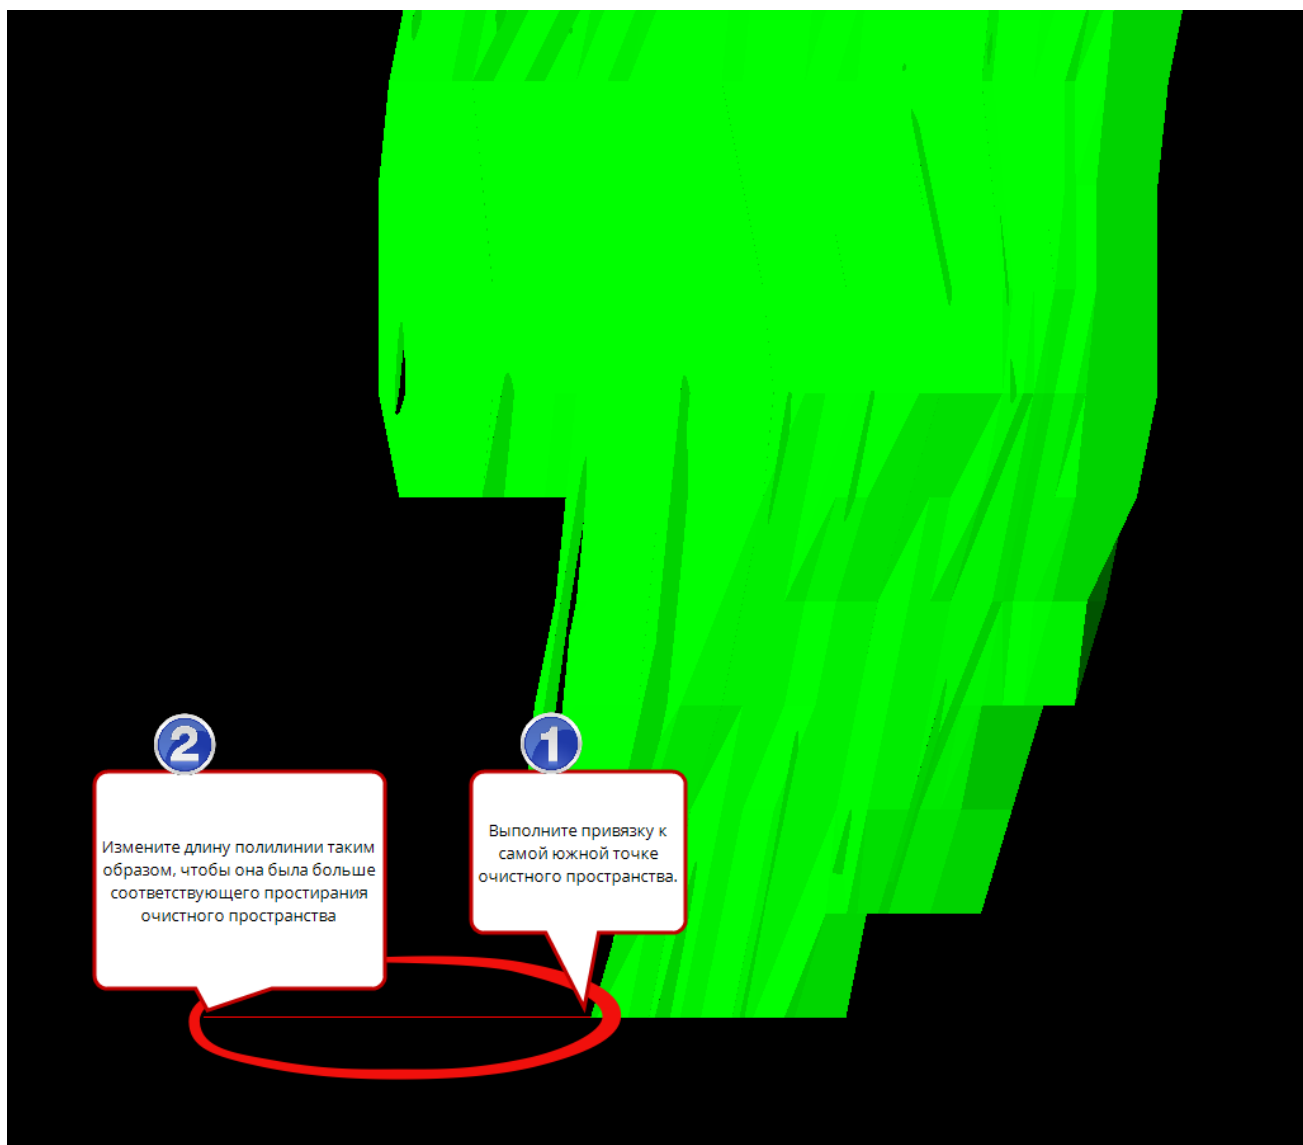 2
Измените длину полилинии таким
образом, чтобы она была больше
соответствующего простирания
очистного пространства
1
Выполните привязку к
самой южной точке
очистного пространства.